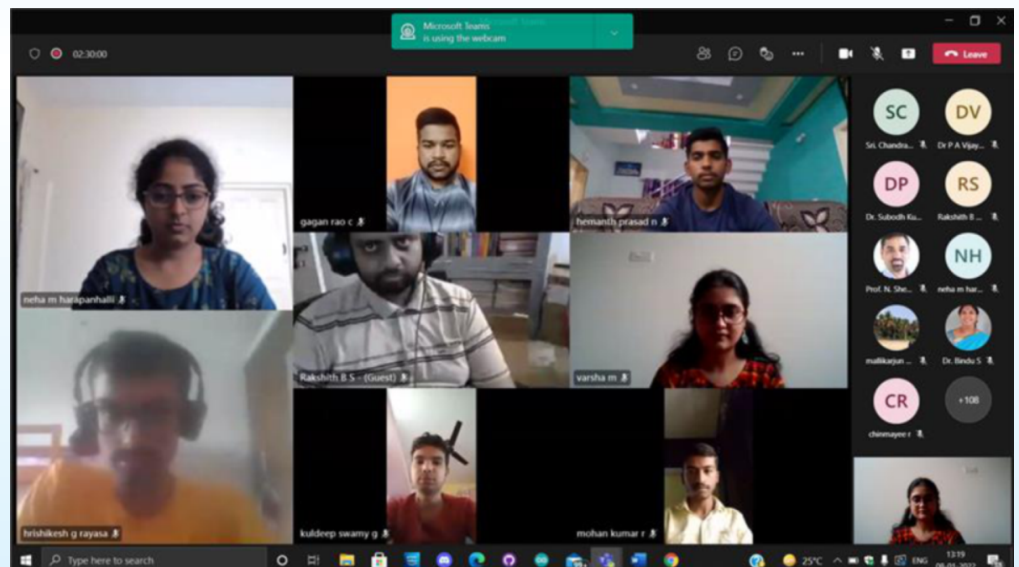 Microsoft Teams
is using the webcam
02:30:00
Leave
neha m harapanhalli
gagan rao c
hemanth prasad n
Rakshith B S - (Guest)
varsha m
hrishikesh g rayasa
kuldeep swamy g
mohan kumar r
SC
DV
Sri. Chandra...
Dr P A Vijay...
DP
RS
Dr. Subodh Ku...
Rakshith B ...
NH
Prof. N. She...
neha m har...
mallikarjun ...
Dr. Bindu S
CR
+108
chinmayee r
Type here to search
25°C
ENG
13:19